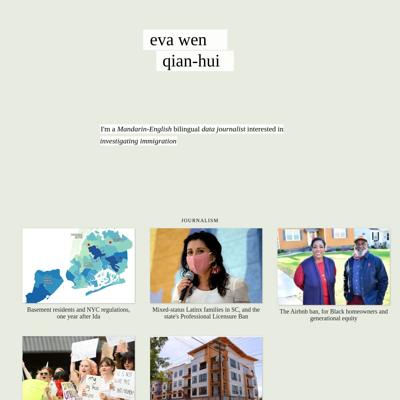 eva wen
qian-hui
I'm a Mandarin-English bilingual data journalist interested in
investigating immigration
JOURNALISM
Basement residents and NYC regulations,
one year after Ida
Mixed-status Latinx families in SC, and the
state's Professional Licensure Ban
The Airbnb ban, for Black homeowners and
generational equity